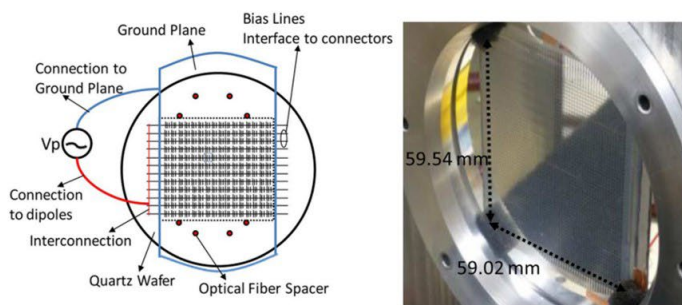 Bias Lines
Interface to connectors
Ground Plane
Connection to
Ground Plane
Vp
Connection
to dipoles
Interconnection
Quartz Wafer
Optical Fiber Spacer
59.54 mm
59.02 mm